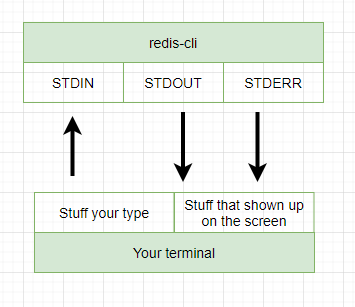 redis-cli
STDIN STDOUT STDERR
Stuff your type Stuff that shown up
on the screen
Your terminal